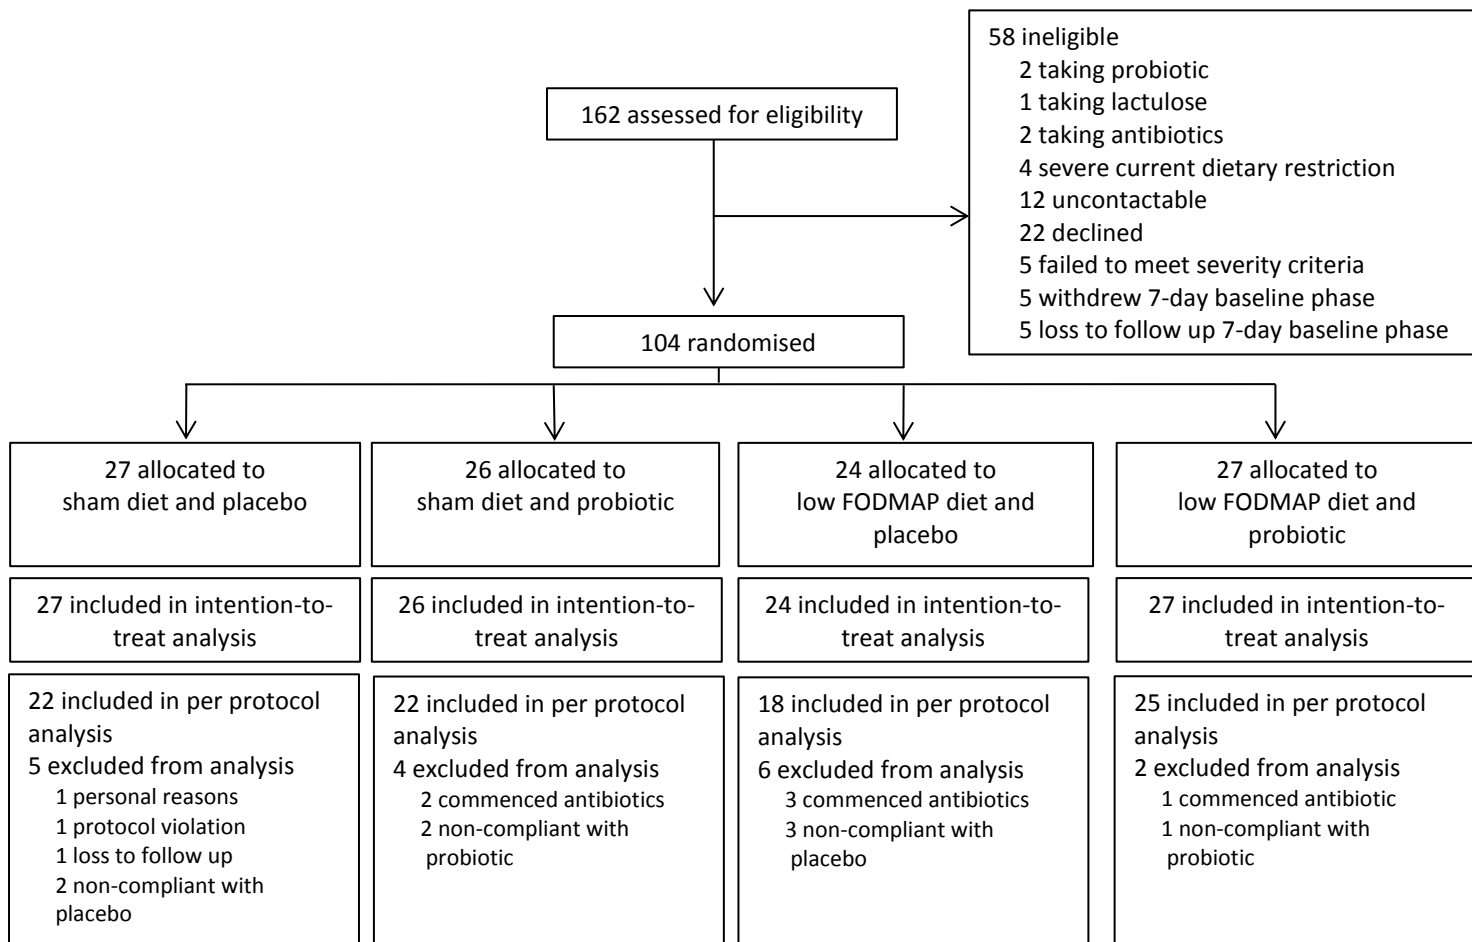 162 assessed for eligibility
58 ineligible
2 taking probiotic
1 taking lactulose
2 taking antibiotics
4 severe current dietary restriction
12 uncontactable
22 declined
5 failed to meet severity criteria
5 withdrew 7-day baseline phase
5 loss to follow up 7-day baseline phase
104 randomised
27 allocated to
sham diet and placebo
26 allocated to
sham diet and probiotic
24 allocated to
low FODMAP diet and
placebo
27 allocated to
low FODMAP diet and
probiotic
27 included in intention-to-
treat analysis
26 included in intention-to-
treat analysis
24 included in intention-to-
treat analysis
27 included in intention-to-
treat analysis
22 included in per protocol
analysis
5 excluded from analysis
1 personal reasons
1 protocol violation
1 loss to follow up
2 non-compliant with
placebo
22 included in per protocol
analysis
4 excluded from analysis
2 commenced antibiotics
2 non-compliant with
probiotic
18 included in per protocol
analysis
6 excluded from analysis
3 commenced antibiotics
3 non-compliant with
placebo
25 included in per protocol
analysis
2 excluded from analysis
1 commenced antibiotic
1 non-compliant with
probiotic